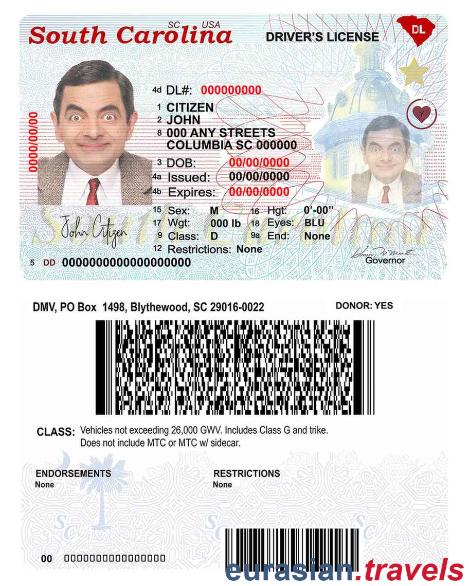 SC USA
South Carolina
DRIVER'S LICENSE
DL
4d DL#: 000000000
1 CITIZEN
2 JOHN
8 000 ANY STREETS
COLUMBIA SC 000000
3 DOB: 00/00/0000
4a Issued: 00/00/0000
4b Expires: 00/00/0000
0000/00/00
15 Sex: M 16 Hgt: 0'-00"
17 Wgt: 000 lb 18 Eyes: BLU
9 Class: D 9a End: None
12 Restrictions: None
John Citizen
Governor
5 DD 0000000000000000000
DMV, PO Box 1498, Blythewood, SC 29016-0022
DONOR: YES
CLASS: Vehicles not exceeding 26,000 GWV. Includes Class G and trike.
Does not include MTC or MTC w/ sidecar.
ENDORSEMENTS
None
RESTRICTIONS
None
eurasian.travels